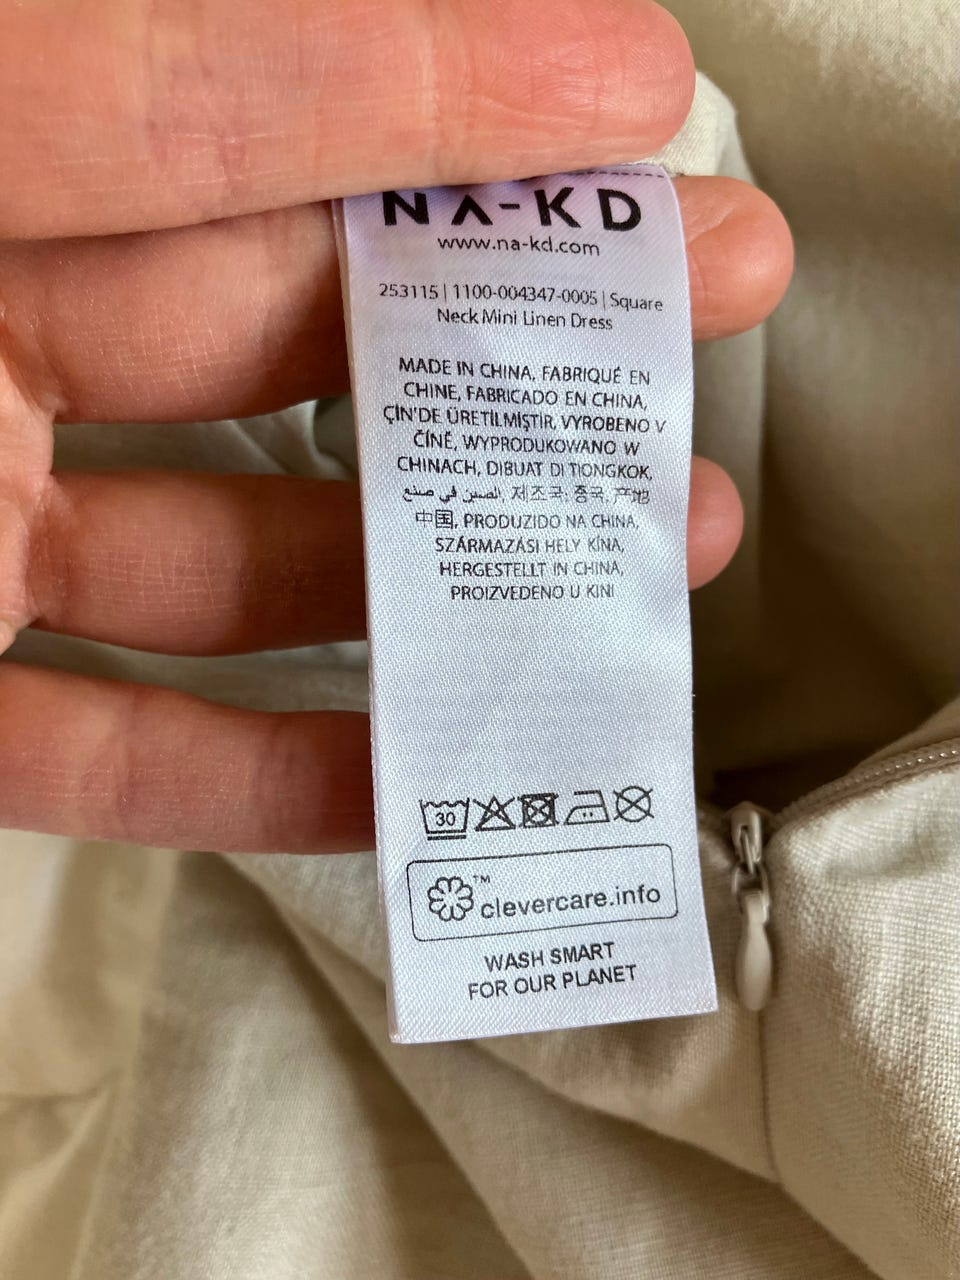 NA-KD
www.na-kd.com
253115 | 1100-004347-0005 | Square
Neck Mini Linen Dress
MADE IN CHINA, FABRIQUÉ EN
CHINE, FABRICADO EN CHINA,
ÇİN'DE ÜRETİLMİŞTİR, VYROBENO V
ČÍNĚ, WYPRODUKOWANO W
CHINACH, DIBUAT DI TIONGKOK,
الصين في صنع, 제조국: 중국, 产地
中国, PRODUZIDO NA CHINA,
SZÁRMAZÁSI HELY KÍNA,
HERGESTELLT IN CHINA,
PROIZVEDENO U KINI
30
™
clevercare.info
WASH SMART
FOR OUR PLANET